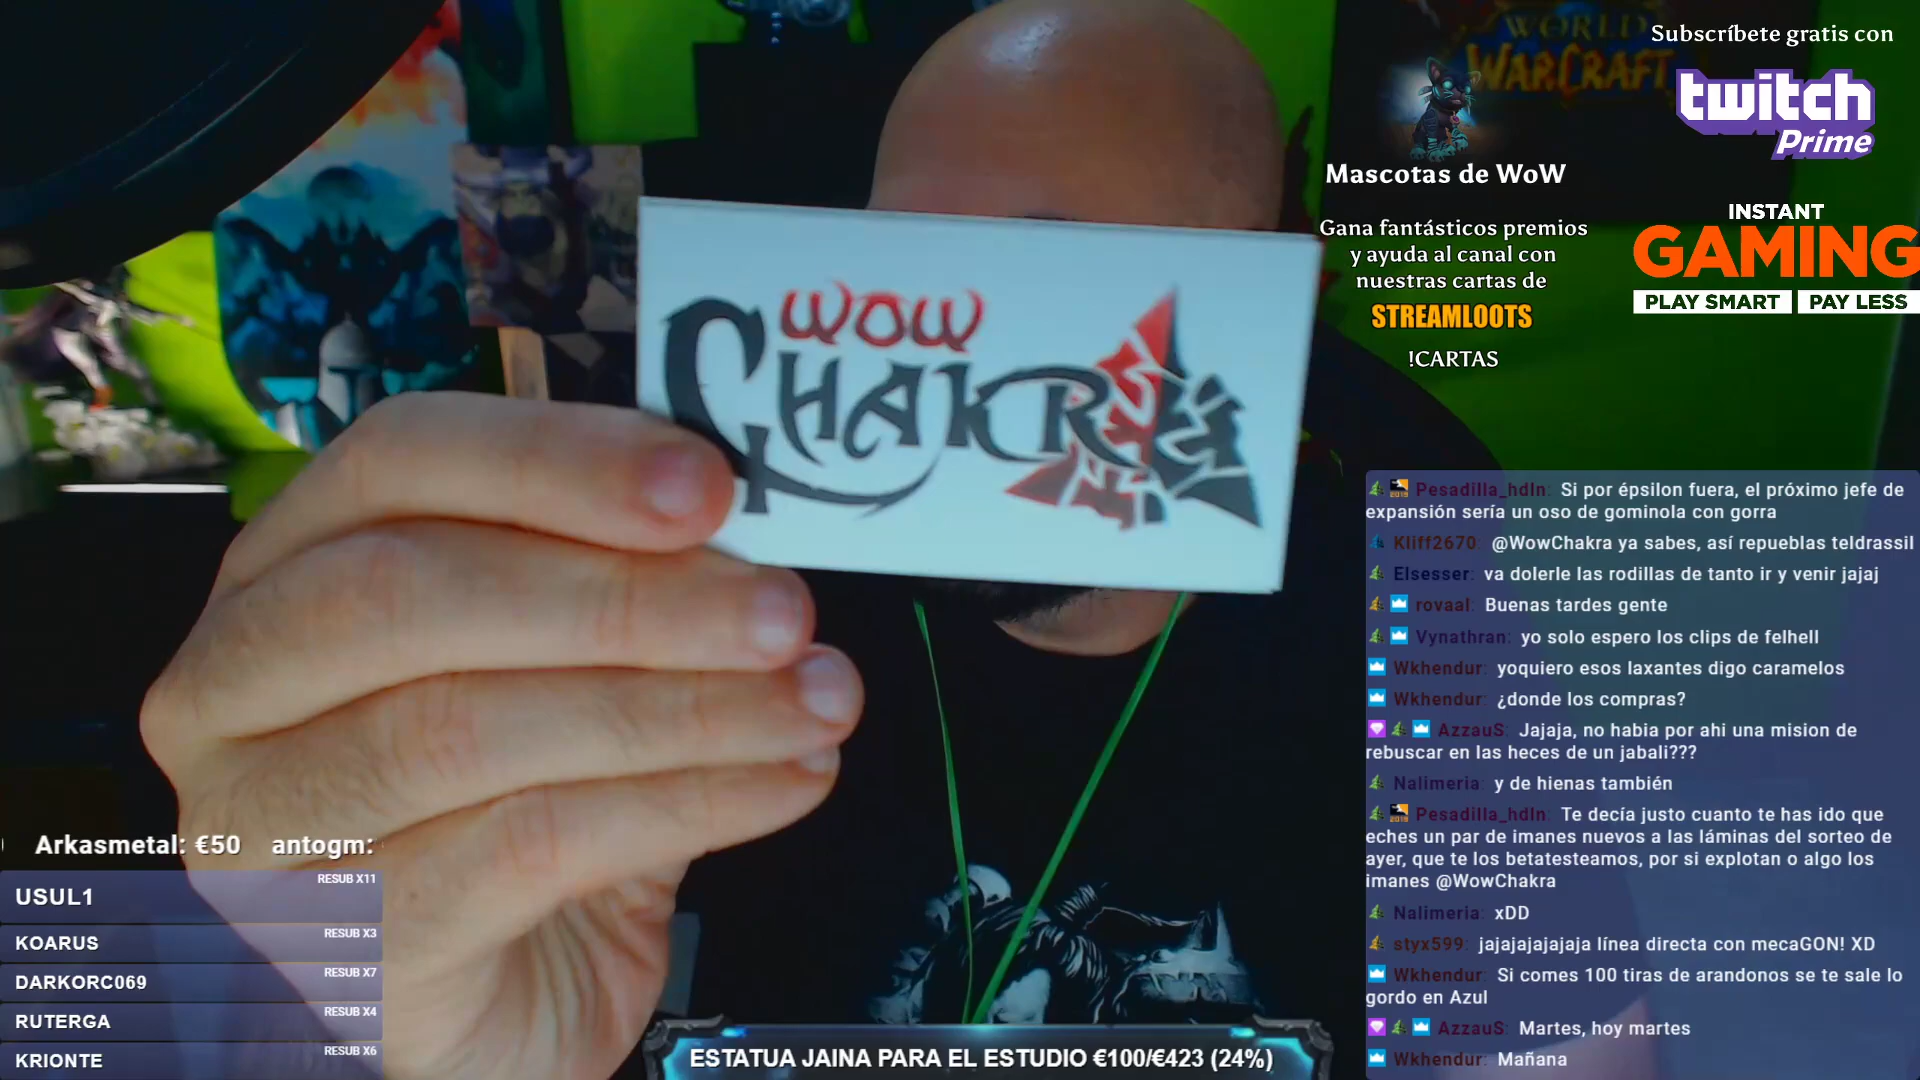 WORLD
WARCRAFT
Subscríbete gratis con
twitch
Prime
Mascotas de WoW
Gana fantásticos premios
y ayuda al canal con
nuestras cartas de
STREAMLOOTS
!CARTAS
INSTANT
GAMING
PLAY SMART PAY LESS
WOW
CHAKRA
Pesadilla_hdln: Si por épsilon fuera, el próximo jefe de
expansión sería un oso de gominola con gorra
Kliff2670: @WowChakra ya sabes, así repueblas teldrassil
Elsesser: va dolerle las rodillas de tanto ir y venir jajaj
rovaal: Buenas tardes gente
Vynathran: yo solo espero los clips de felhell
Wkhendur: yoquiero esos laxantes digo caramelos
Wkhendur: ¿donde los compras?
AzzauS: Jajaja, no habia por ahi una mision de
rebuscar en las heces de un jabali???
Nalimeria: y de hienas también
Pesadilla_hdln: Te decía justo cuanto te has ido que
eches un par de imanes nuevos a las láminas del sorteo de
ayer, que te los betatesteamos, por si explotan o algo los
imanes @WowChakra
Nalimeria: xDD
styx599: jajajajajajaja línea directa con mecaGON! XD
Wkhendur: Si comes 100 tiras de arandonos se te sale lo
gordo en Azul
AzzauS: Martes, hoy martes
Wkhendur: Mañana
Arkasmetal: €50 antogm:
USUL1 RESUB X11
KOARUS RESUB X3
DARKORC069 RESUB X7
RUTERGA RESUB X4
KRIONTE RESUB X6
ESTATUA JAINA PARA EL ESTUDIO €100/€423 (24%)